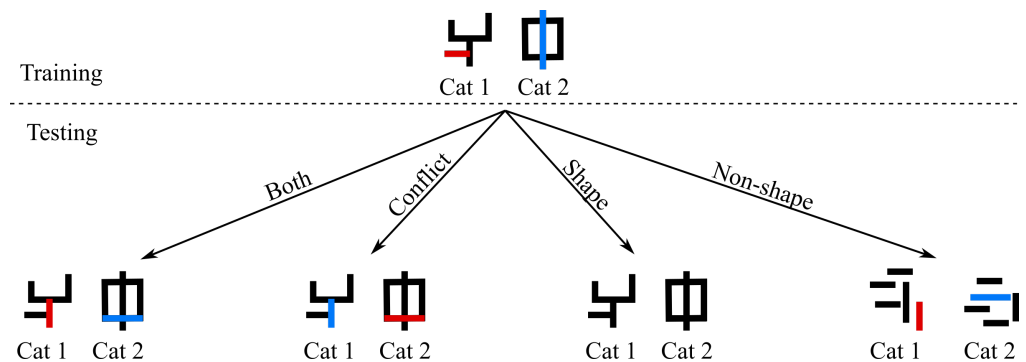 Cat 1 Cat 2
Training
Testing
Both
Conflict
Shape
Non-shape
Cat 1 Cat 2 Cat 1 Cat 2 Cat 1 Cat 2 Cat 1 Cat 2